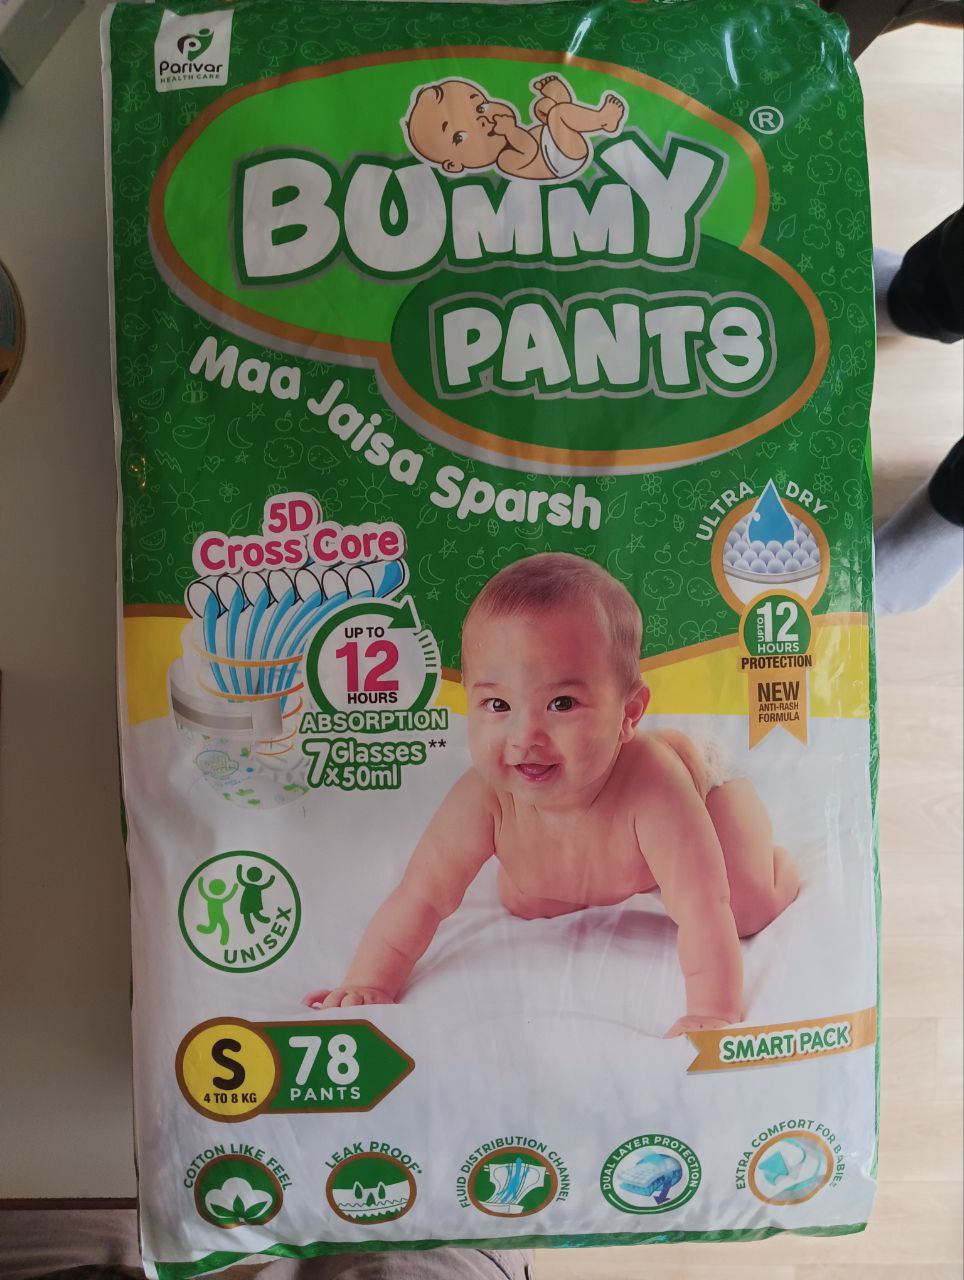 Parivar
HEALTH CARE
®
BUMMY
PANTS
Maa Jaisa Sparsh
5D
Cross Core
UP TO
12
HOURS
ABSORPTION
7 Glasses**
x50ml
ULTRA DRY
UPTO
12
HOURS
PROTECTION
NEW
ANTI-RASH
FORMULA
UNISEX
S
4 TO 8 KG
78
PANTS
SMART PACK
COTTON LIKE FEEL
LEAK PROOF*
FLUID DISTRIBUTION CHANNEL
DUAL LAYER PROTECTION
EXTRA COMFORT FOR BABIES